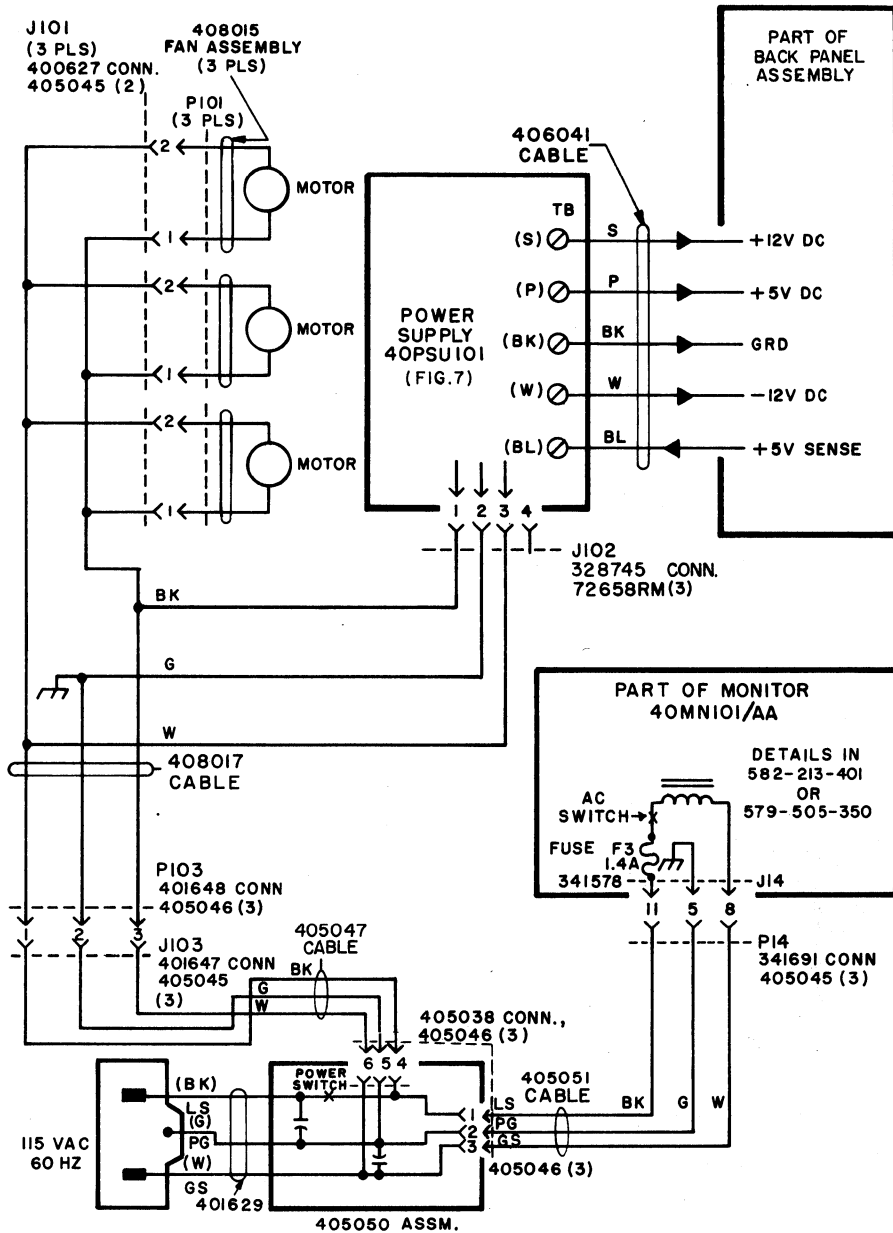 J101
(3 PLS)
400627 CONN.
405045 (2)
408015
FAN ASSEMBLY
(3 PLS)
P101
(3 PLS)
2
MOTOR
1
2
MOTOR
1
2
MOTOR
1
PART OF
BACK PANEL
ASSEMBLY
406041
CABLE
TB
(S) S +12V DC
(P) P +5V DC
(BK) BK GRD
(W) W -12V DC
(BL) BL +5V SENSE
POWER
SUPPLY
40PSU101
(FIG.7)
1 2 3 4
J102
328745 CONN.
72658RM(3)
BK
G
W
408017
CABLE
PART OF MONITOR
40MN101/AA
DETAILS IN
582-213-401
OR
579-505-350
AC
SWITCH
FUSE F3
1.4A
341578
J14
11 5 8
P14
341691 CONN
405045 (3)
P103
401648 CONN
405046 (3)
1 2 3
J103
401647 CONN
405045
(3)
405047
CABLE
BK
G
W
405038 CONN.,
405046 (3)
6 5 4
POWER
SWITCH
115 VAC
60 HZ
(BK)
LS
(G)
PG
(W)
GS
401629
1 LS
2 PG
3 GS
405051
CABLE
BK G W
405046 (3)
405050 ASSM.